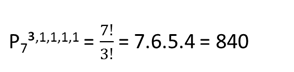 P₇³,¹,¹,¹,¹ = 7!/3! = 7.6.5.4 = 840